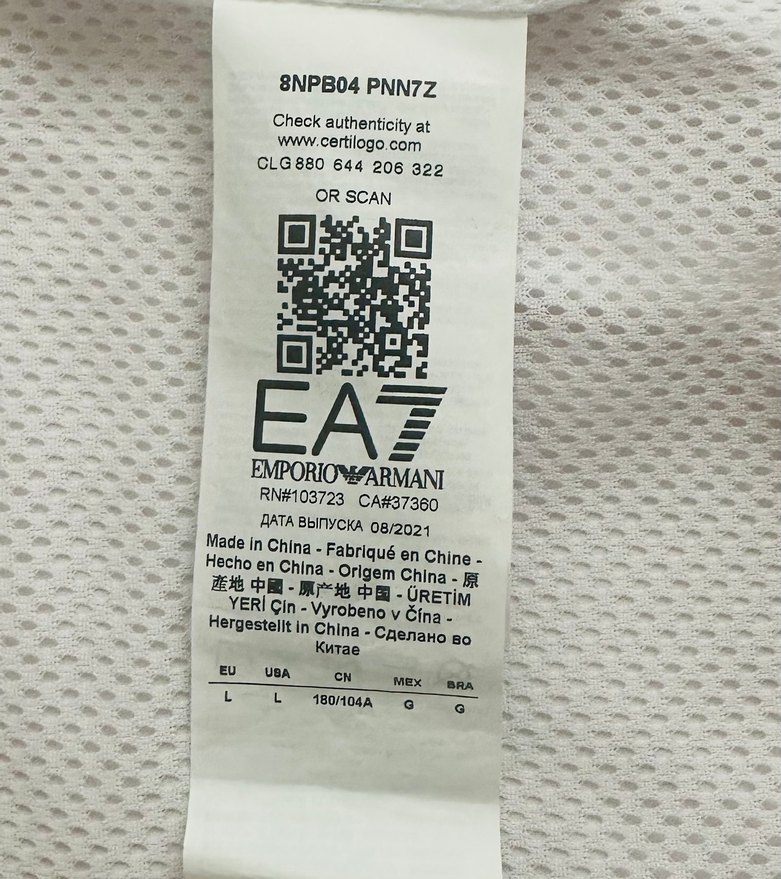 8NPB04 PNN7Z
Check authenticity at
www.certilogo.com
CLG 880 644 206 322
OR SCAN
EA7
EMPORIO ARMANI
RN#103723 CA#37360
ДАТА ВЫПУСКА 08/2021
Made in China - Fabriqué en Chine -
Hecho en China - Origem China - 原
產地 中國 - 原产地 中国 - ÜRETİM
YERİ Çin - Vyrobeno v Čína -
Hergestellt in China - Сделано во
Китае
EU USA CN MEX BRA
L L 180/104A G G